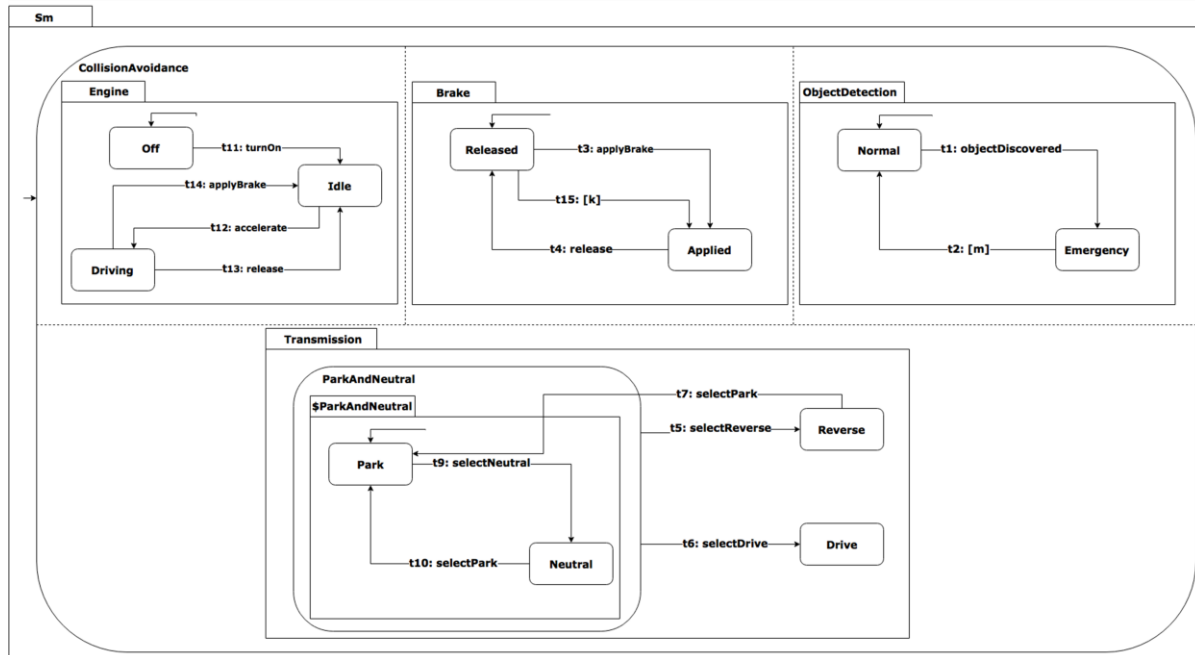 Sm
CollisionAvoidance
Engine
Off
t11: turnOn
Idle
t14: applyBrake
t12: accelerate
Driving
t13: release
Brake
Released
t3: applyBrake
t15: [k]
t4: release
Applied
ObjectDetection
Normal
t1: objectDiscovered
t2: [m]
Emergency
Transmission
ParkAndNeutral
$ParkAndNeutral
Park
t9: selectNeutral
t10: selectPark
Neutral
t7: selectPark
t5: selectReverse
Reverse
t6: selectDrive
Drive